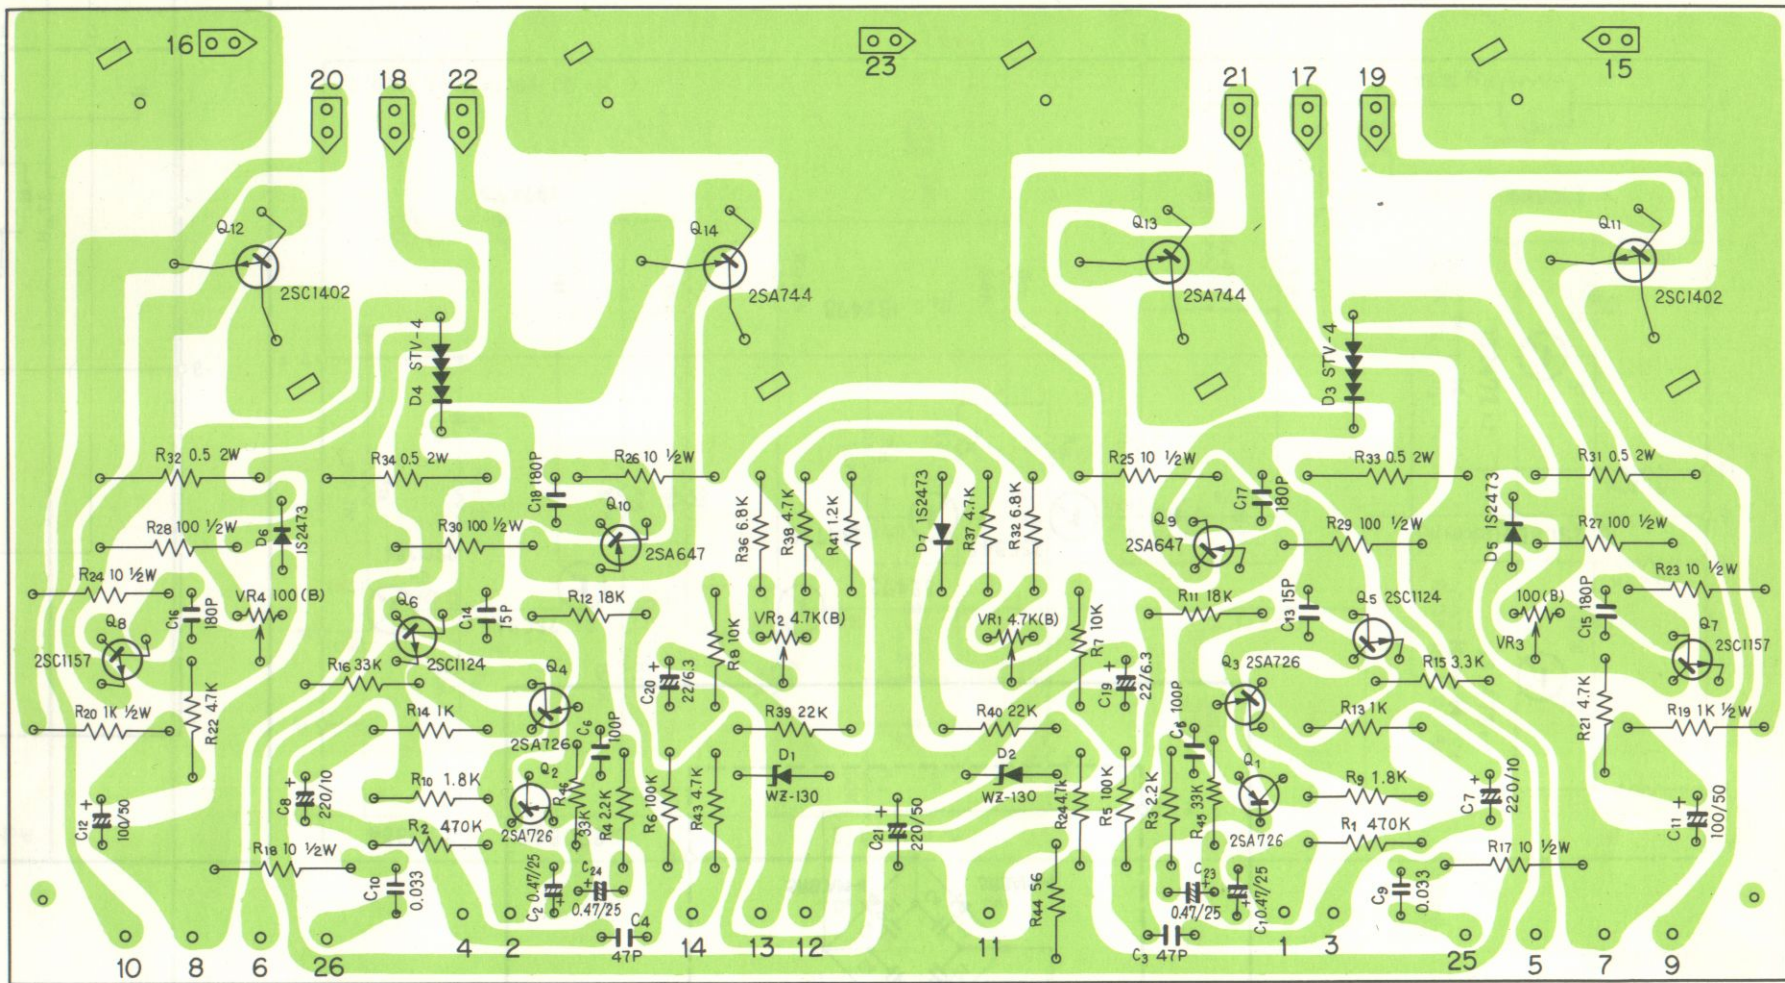 16
23
15
20 18 22
21 17 19
Q12
2SC1402
Q14
2SA744
Q13
2SA744
Q11
2SC1402
D4 STV-4
D3 STV-4
R32 0.5 2W
R34 0.5 2W
C18 180P
R26 10 ½W
R25 10 ½W
C17
180P
R33 0.5 2W
R31 0.5 2W
R28 100 ½W
D6
1S2473
R30 100 ½W
Q10
2SA647
R36 6.8K
R38 4.7K
R41 1.2K
D7 1S2473
R37 4.7K
R32 6.8K
Q9
2SA647
R29 100 ½W
D5 1S2473
R27 100 ½W
R24 10 ½W
C16
180P
VR4 100 (B)
Q6
2SC1124
C14
15P
R12 18K
R8 10K
VR2 4.7K(B)
VR1 4.7K(B)
R7 10K
R11 18K
C13 15P
Q5 2SC1124
100(B)
VR3
C15 180P
R23 10 ½W
Q8
2SC1157
Q7
2SC1157
R16 33K
Q4
2SA726
C20 +
22/6.3
C19 +
22/6.3
Q3 2SA726
R15 3.3K
R20 1K ½W
R22 4.7K
R14 1K
C6
100P
R39 22K
R40 22K
C5 100P
R13 1K
R21 4.7K
R19 1K ½W
D1
WZ-130
D2
WZ-130
C12 +
100/50
C8 +
220/10
R10 1.8K
Q2
2SA726
R46
33K
R4 2.2K
R6 100K
R43 4.7K
C21 +
220/50
R24 4.7K
R5 100K
R3 2.2K
R45 33K
Q1
2SA726
R9 1.8K
C7 +
22.0/10
C11 +
100/50
R2 470K
R1 470K
R18 10 ½W
R17 10 ½W
C10
0.033
C2 0.47/25
+
C24
+
0.47/25
C4
47P
R44 56
C23
+
0.47/25
C1 0.47/25
+
C3 47P
C9
0.033
10 8 6 26 4 2 14 13 12 11 1 3 25 5 7 9